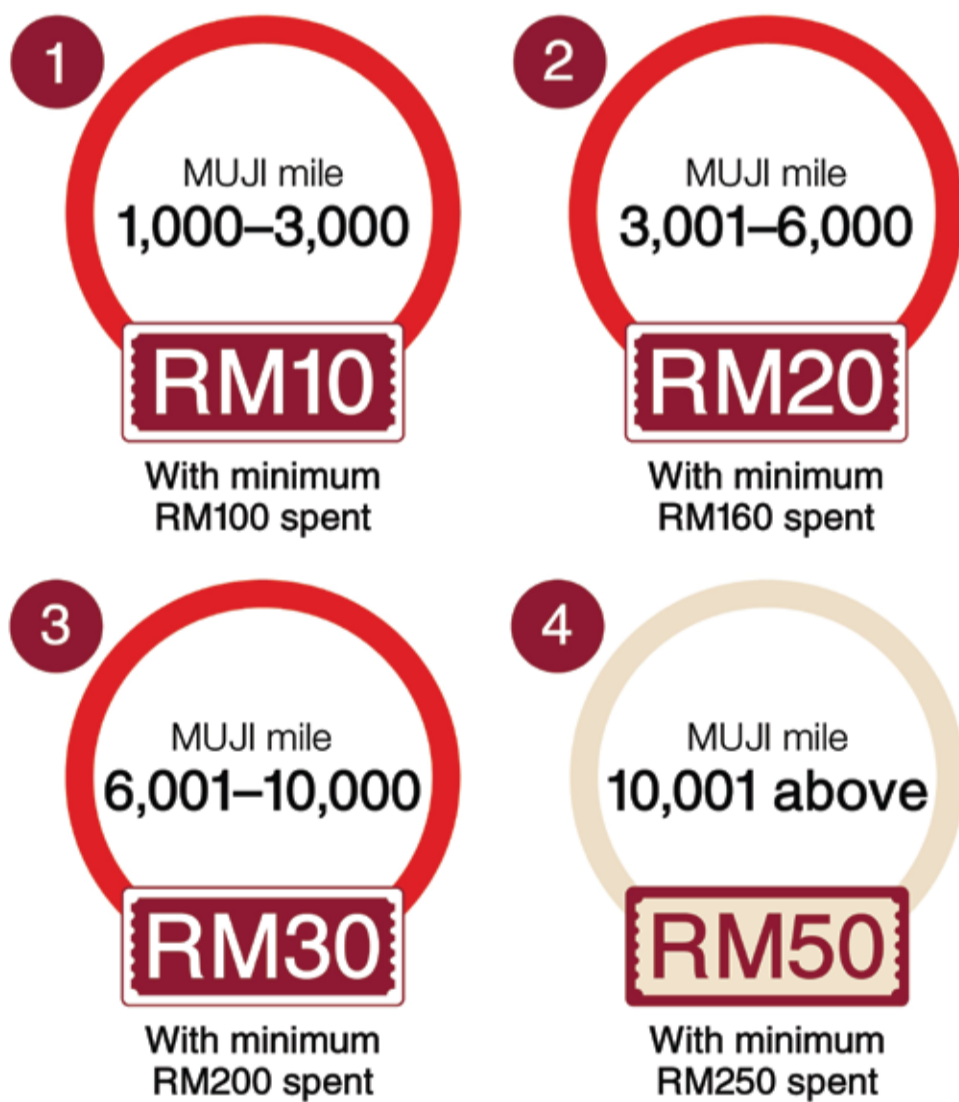 1
MUJI mile
1,000–3,000
RM10
With minimum
RM100 spent
2
MUJI mile
3,001–6,000
RM20
With minimum
RM160 spent
3
MUJI mile
6,001–10,000
RM30
With minimum
RM200 spent
4
MUJI mile
10,001 above
RM50
With minimum
RM250 spent